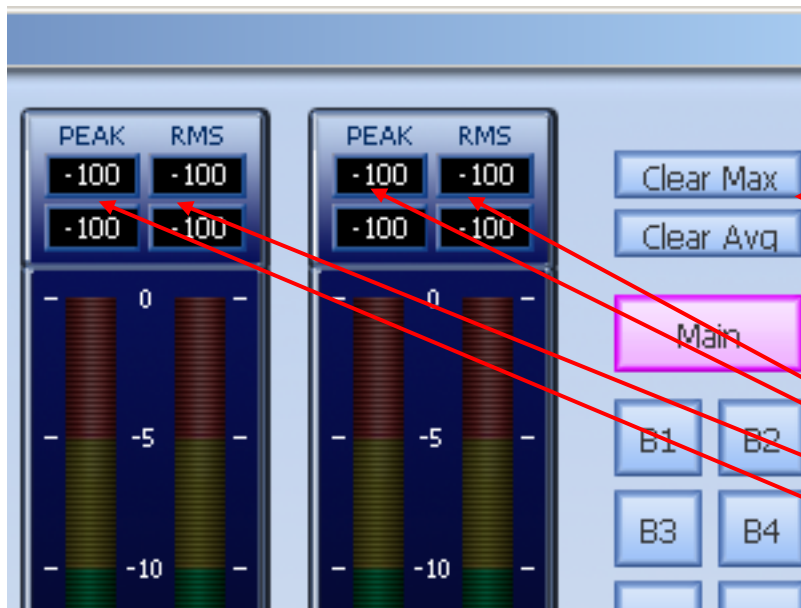 PEAK RMS PEAK RMS
-100 -100 -100 -100 Clear Max
-100 -100 -100 -100 Clear Avg
0 0
Main
-5 -5 B1 B2
B3 B4
-10 -10